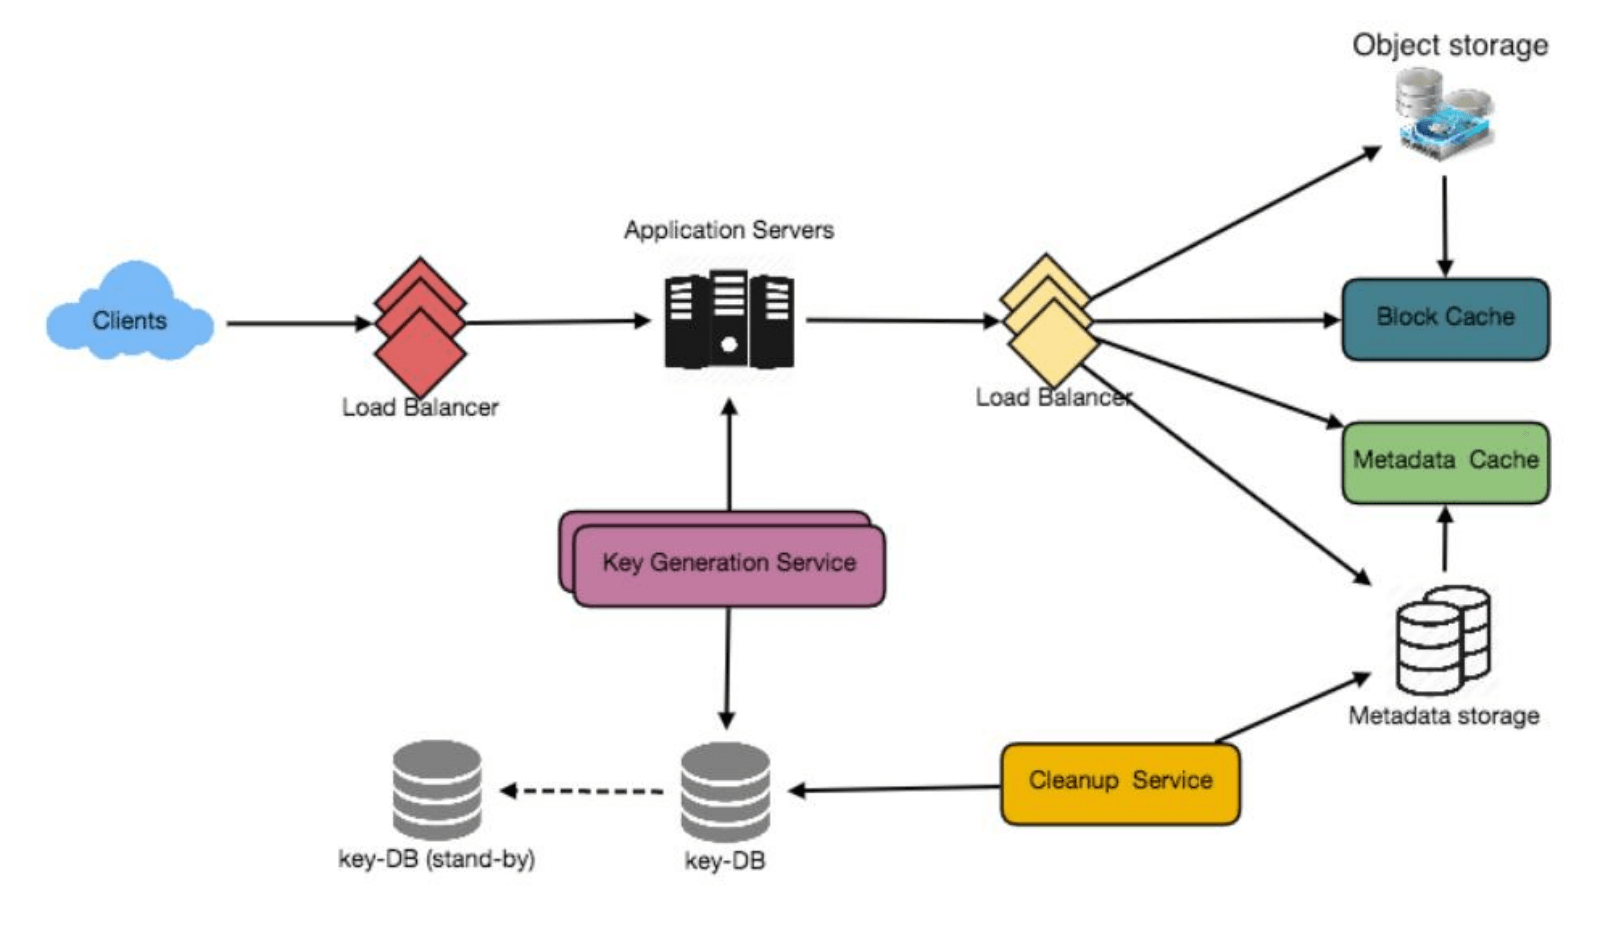 Object storage
Application Servers
Clients
Block Cache
Load Balancer
Load Balancer
Metadata Cache
Key Generation Service
Metadata storage
Cleanup Service
key-DB (stand-by)
key-DB